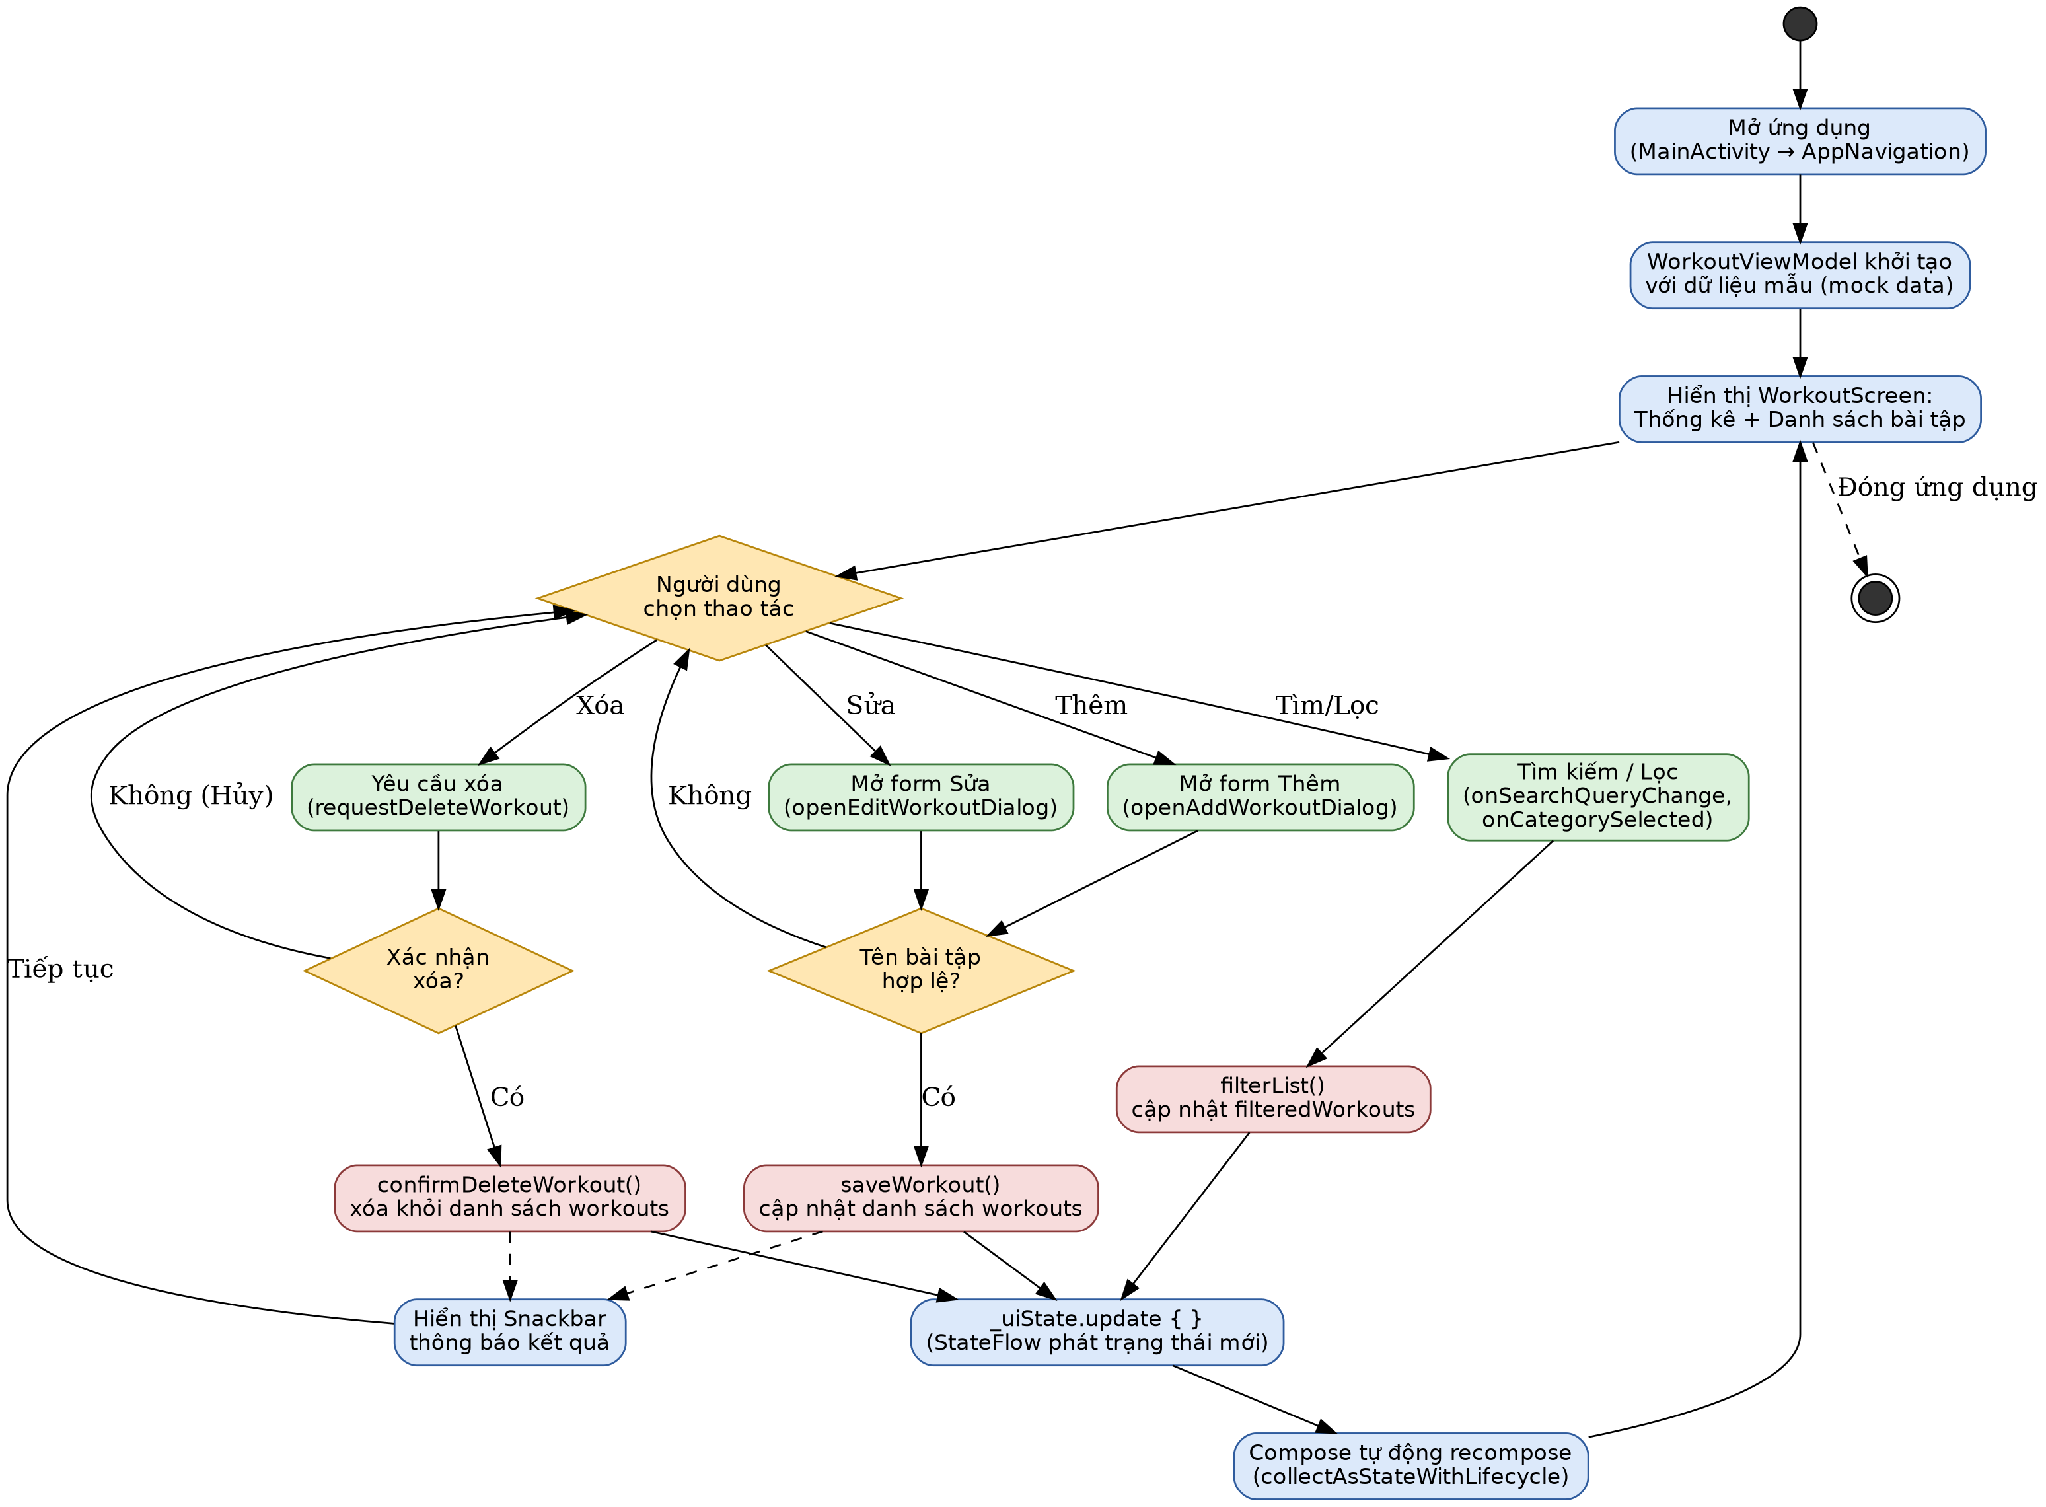 Mở ứng dụng
(MainActivity → AppNavigation)
WorkoutViewModel khởi tạo
với dữ liệu mẫu (mock data)
Hiển thị WorkoutScreen:
Thống kê + Danh sách bài tập
Đóng ứng dụng
Người dùng
chọn thao tác
Xóa
Sửa
Thêm
Tìm/Lọc
Không (Hủy)
Yêu cầu xóa
(requestDeleteWorkout)
Không
Mở form Sửa
(openEditWorkoutDialog)
Mở form Thêm
(openAddWorkoutDialog)
Tìm kiếm / Lọc
(onSearchQueryChange,
onCategorySelected)
Tiếp tục
Xác nhận
xóa?
Tên bài tập
hợp lệ?
Có
Có
filterList()
cập nhật filteredWorkouts
confirmDeleteWorkout()
xóa khỏi danh sách workouts
saveWorkout()
cập nhật danh sách workouts
Hiển thị Snackbar
thông báo kết quả
_uiState.update { }
(StateFlow phát trạng thái mới)
Compose tự động recompose
(collectAsStateWithLifecycle)